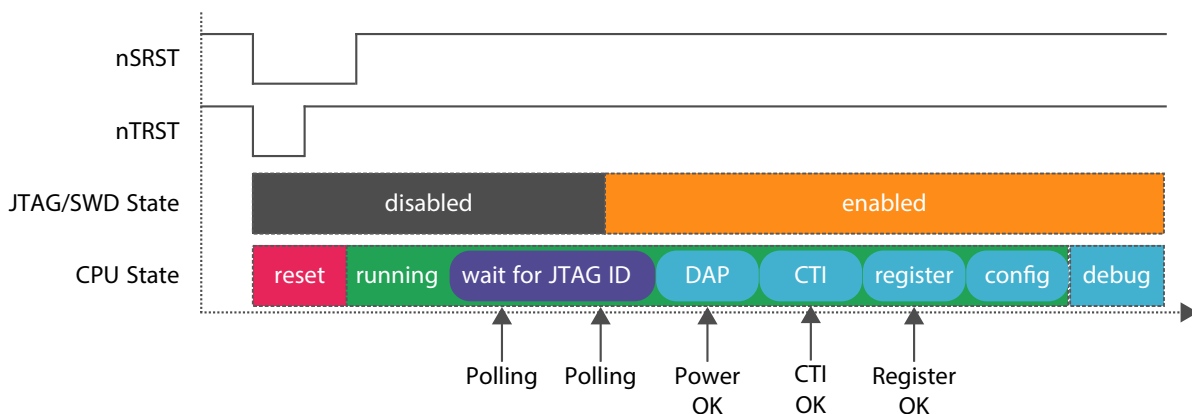 nSRST
nTRST
JTAG/SWD State
disabled
enabled
CPU State
reset
running
wait for JTAG ID
DAP
CTI
register
config
debug
Polling
Polling
Power
OK
CTI
OK
Register
OK